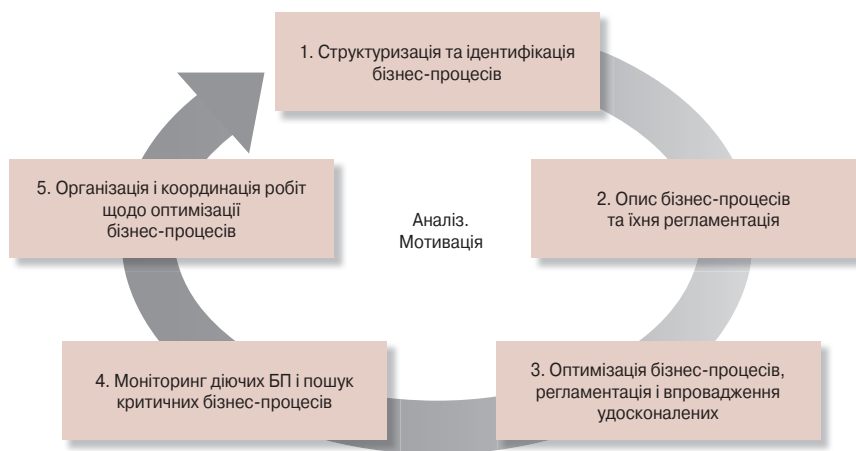 1. Структуризація та ідентифікація
бізнес-процесів
2. Опис бізнес-процесів
та їхня регламентація
3. Оптимізація бізнес-процесів,
регламентація і впровадження
удосконалених
4. Моніторинг діючих БП і пошук
критичних бізнес-процесів
5. Організація і координація робіт
щодо оптимізації
бізнес-процесів
Аналіз.
Мотивація